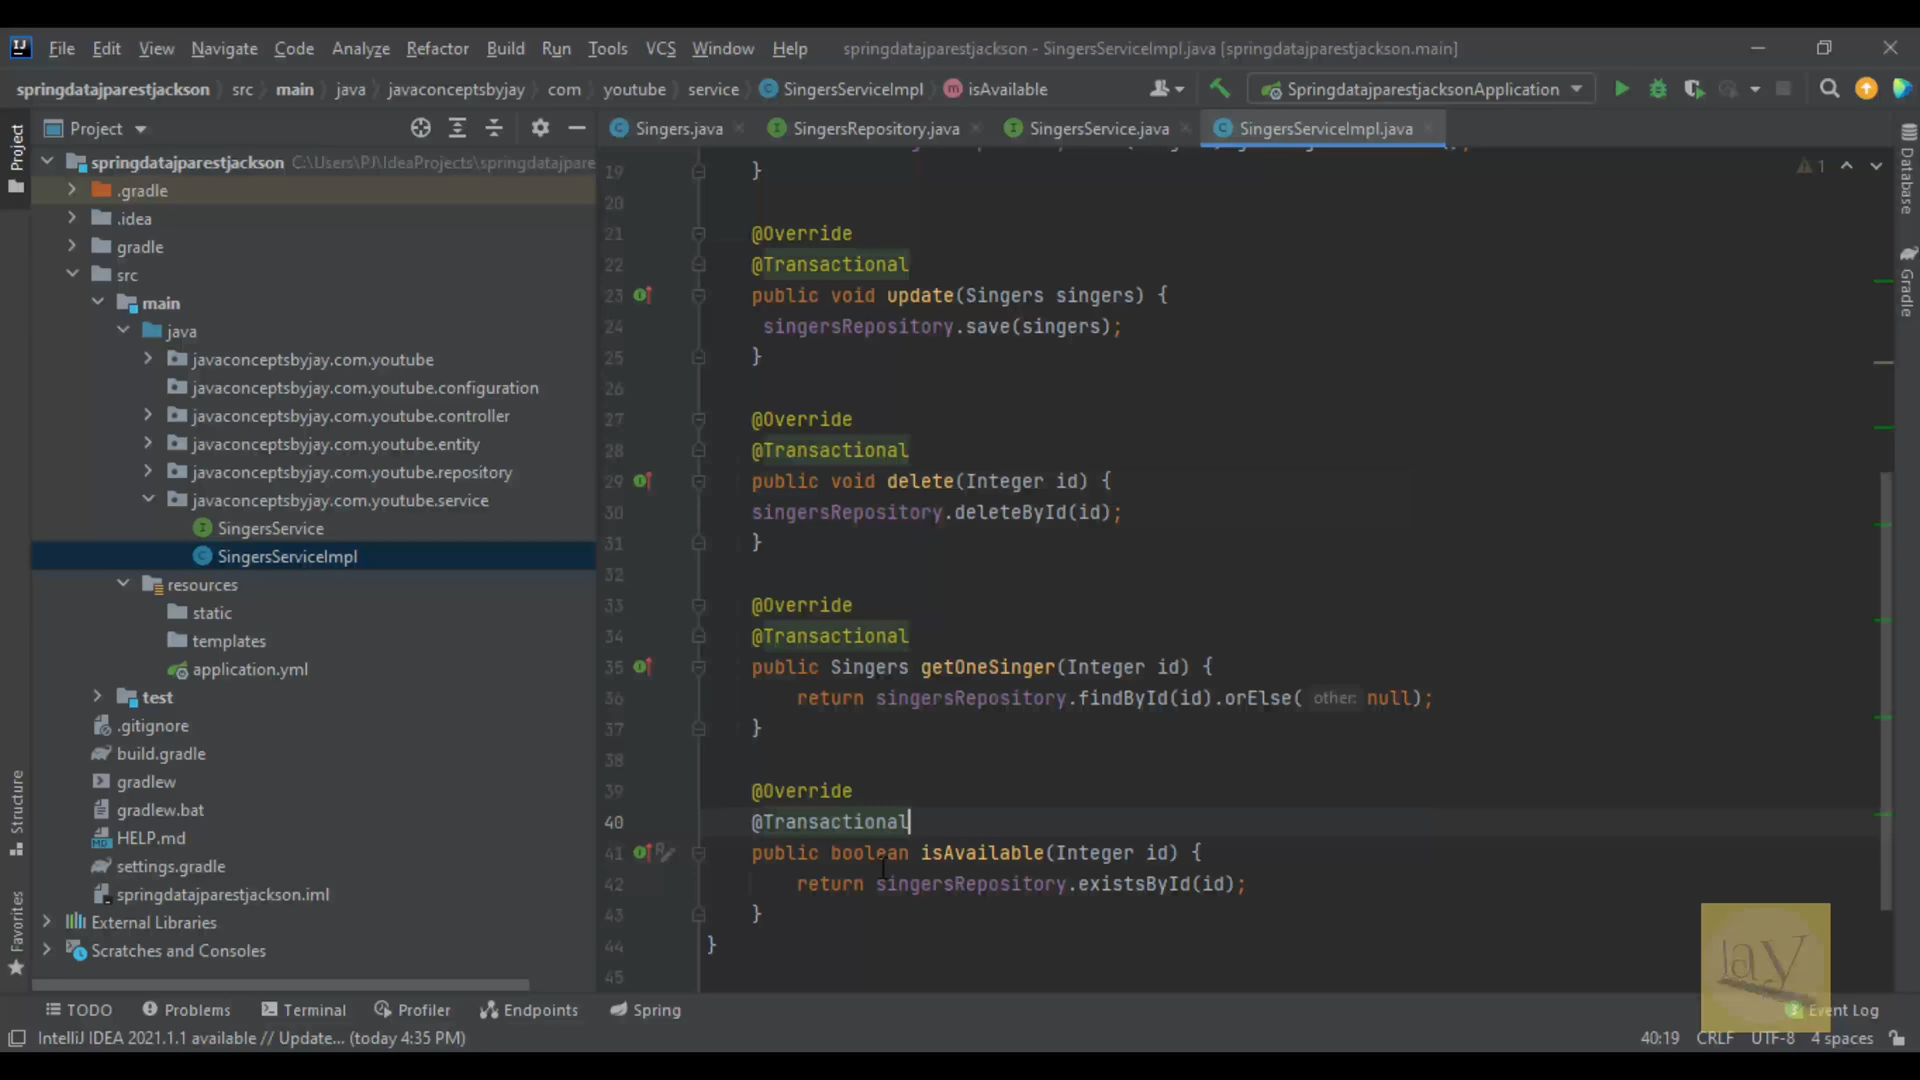 File Edit View Navigate Code Analyze Refactor Build Run Tools VCS Window Help springdatajparestjackson - SingersServiceImpl.java [springdatajparestjackson.main]
springdatajparestjackson src main java javaconceptsbyjay com youtube service SingersServiceImpl isAvailable SpringdatajparestjacksonApplication
Project
Singers.java SingersRepository.java SingersService.java SingersServiceImpl.java
springdatajparestjackson C:\Users\PJ\IdeaProjects\springdatajpare
.gradle
.idea
gradle
src
main
java
javaconceptsbyjay.com.youtube
javaconceptsbyjay.com.youtube.configuration
javaconceptsbyjay.com.youtube.controller
javaconceptsbyjay.com.youtube.entity
javaconceptsbyjay.com.youtube.repository
javaconceptsbyjay.com.youtube.service
SingersService
SingersServiceImpl
resources
static
templates
application.yml
test
.gitignore
build.gradle
gradlew
gradlew.bat
HELP.md
settings.gradle
springdatajparestjackson.iml
External Libraries
Scratches and Consoles
Project
Structure
Favorites
1
19 }
20
21 @Override
22 @Transactional
23 public void update(Singers singers) {
24 singersRepository.save(singers);
25 }
26
27 @Override
28 @Transactional
29 public void delete(Integer id) {
30 singersRepository.deleteById(id);
31 }
32
33 @Override
34 @Transactional
35 public Singers getOneSinger(Integer id) {
36 return singersRepository.findById(id).orElse( other: null);
37 }
38
39 @Override
40 @Transactional
41 public boolean isAvailable(Integer id) {
42 return singersRepository.existsById(id);
43 }
44 }
45
Database
Gradle
Jay
TODO Problems Terminal Profiler Endpoints Spring 3 Event Log
IntelliJ IDEA 2021.1.1 available // Update... (today 4:35 PM) 40:19 CRLF UTF-8 4 spaces